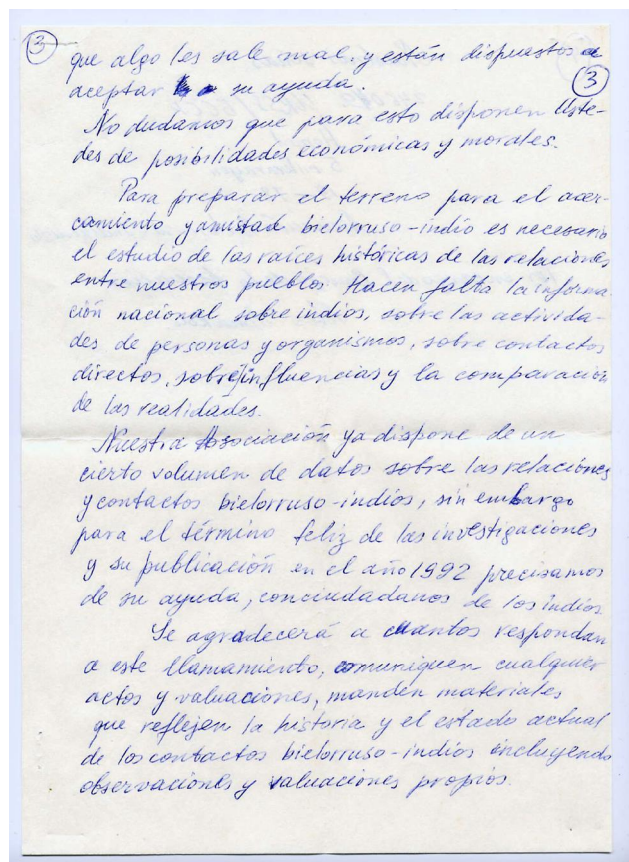 3
que algo les sale mal, y están dispuestos a
3
aceptar su ayuda.
No dudamos que para esto disponen Uste-
des de posibilidades económicas y morales.
Para preparar el terreno para el acer-
camiento y amistad bielorruso-indio es necesario
el estudio de las raíces históricas de las relaciones
entre nuestros pueblos. Hacen falta la informa-
ción nacional sobre indios, sobre las activida-
des de personas y organismos, sobre contactos
directos, sobre influencias y la comparación
de las realidades.
Nuestra Asociación ya dispone de un
cierto volumen de datos sobre las relaciones
y contactos bielorruso-indios, sin embargo
para el término feliz de las investigaciones
y su publicación en el año 1992 precisamos
de su ayuda, conciudadanos de los indios
Se agradecerá a cuantos respondan
a este llamamiento, comuniquen cualquier
actos y valuaciones, manden materiales
que reflejen la historia y el estado actual
de los contactos bielorruso-indios incluyendo
observaciones y valuaciones propios.